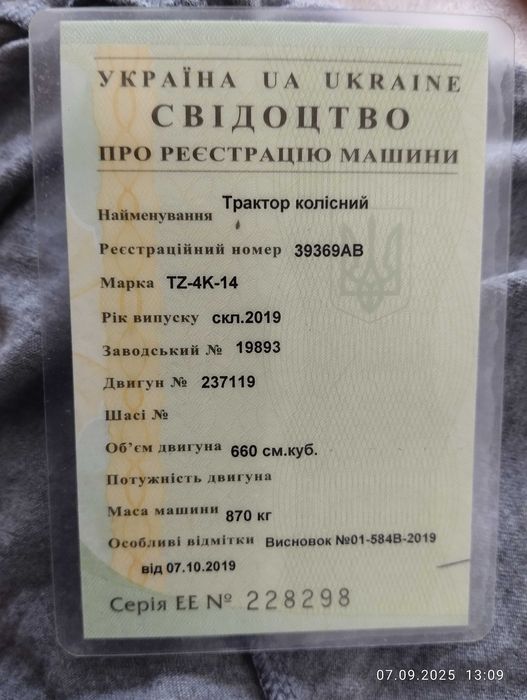 УКРАЇНА UA UKRAINE
СВІДОЦТВО
ПРО РЕЄСТРАЦІЮ МАШИНИ
Найменування Трактор колісний
Реєстраційний номер 39369АВ
Марка TZ-4K-14
Рік випуску скл.2019
Заводський № 19893
Двигун № 237119
Шасі №
Об'єм двигуна 660 см.куб.
Потужність двигуна
Маса машини 870 кг
Особливі відмітки Висновок №01-584В-2019
від 07.10.2019
Серія ЕЕ № 228298
07.09.2025 13:09